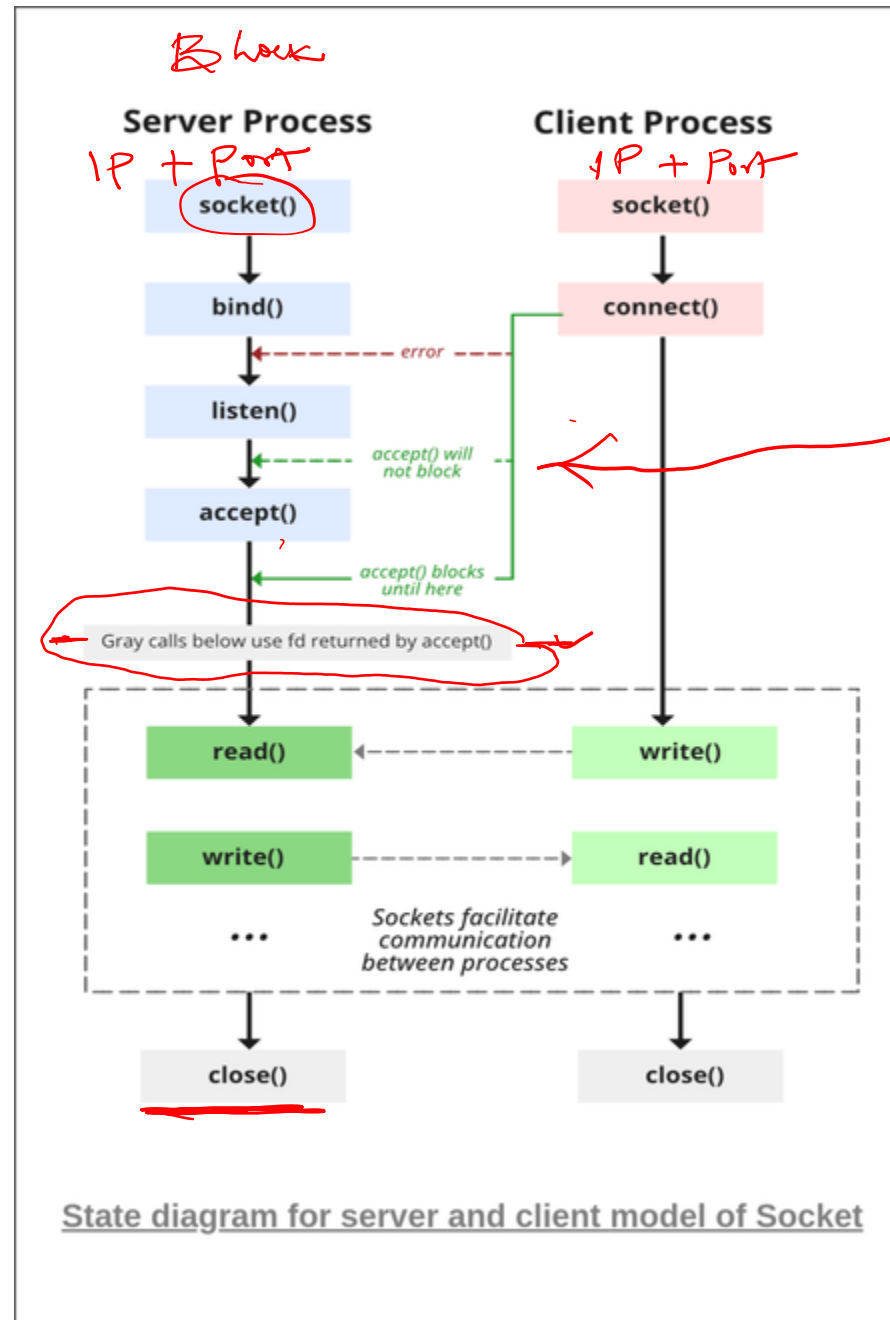 Block
Server Process
Client Process
IP + Port
IP + Port
socket()
socket()
bind()
connect()
error
listen()
accept() will
not block
accept()
accept() blocks
until here
Gray calls below use fd returned by accept()
read()
write()
write()
read()
Sockets facilitate
communication
between processes
...
...
close()
close()
State diagram for server and client model of Socket